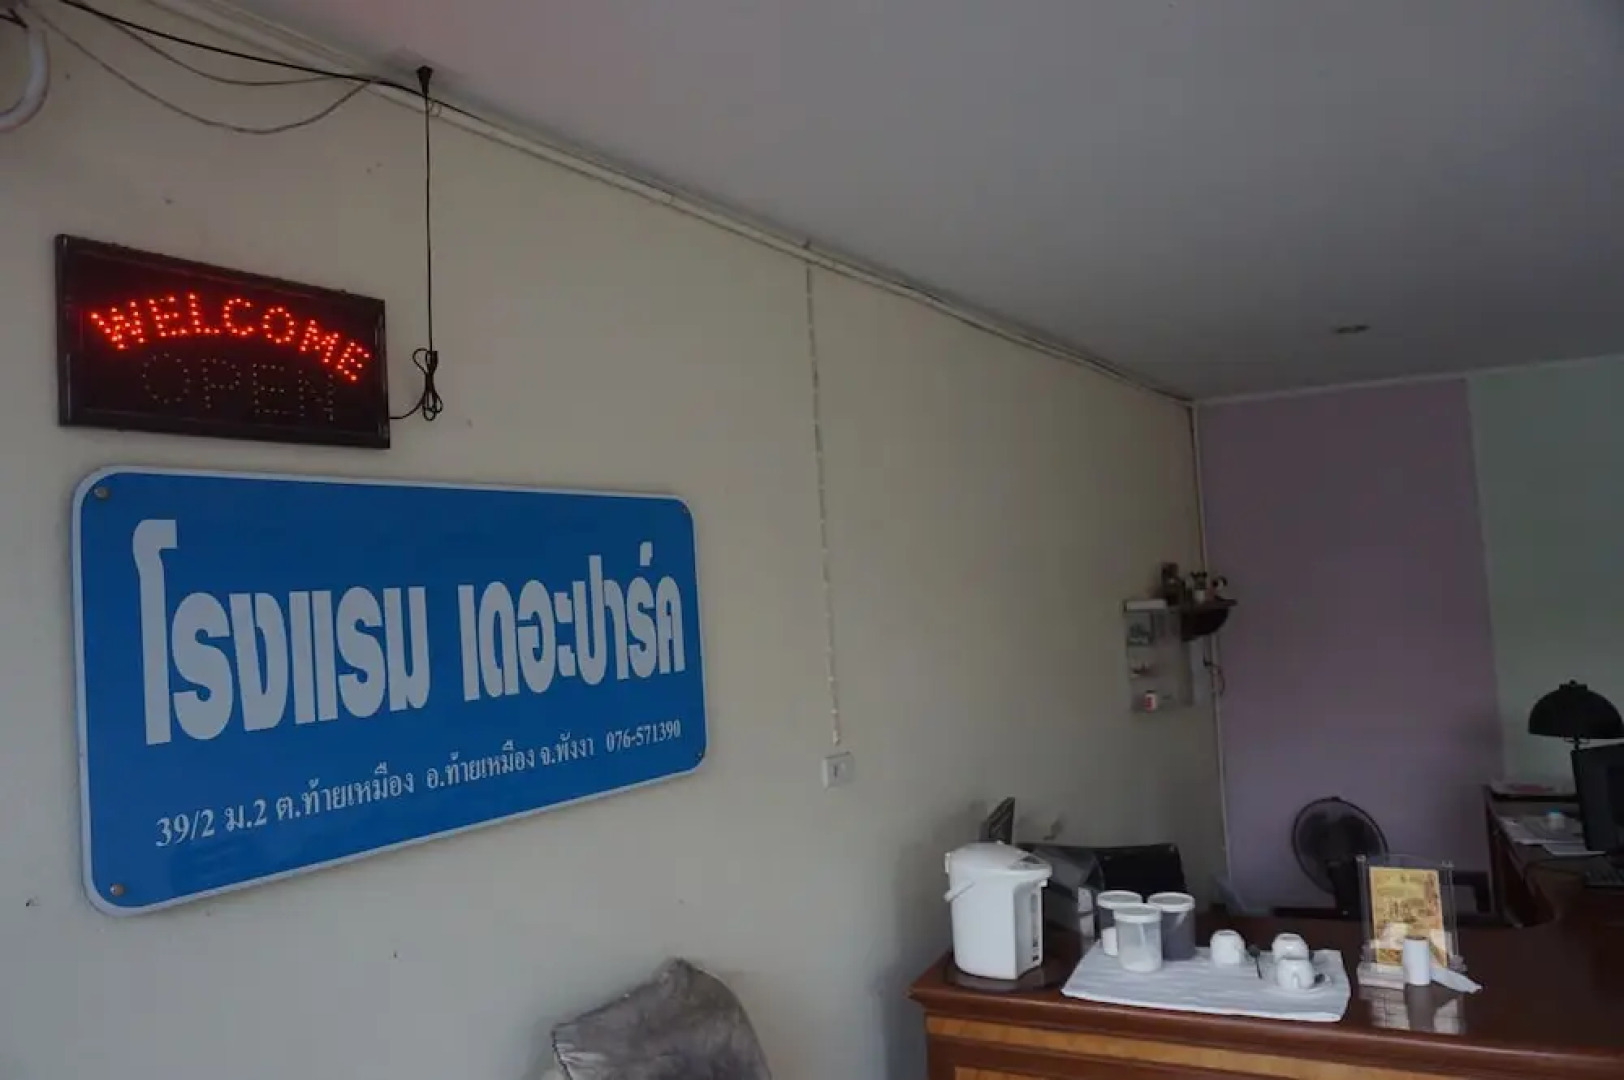 WELCOME
OPEN
โรงแรม เดอะปาร์ค
39/2 ม.2 ต.ท้ายเหมือง อ.ท้ายเหมือง จ.พังงา 076-571390